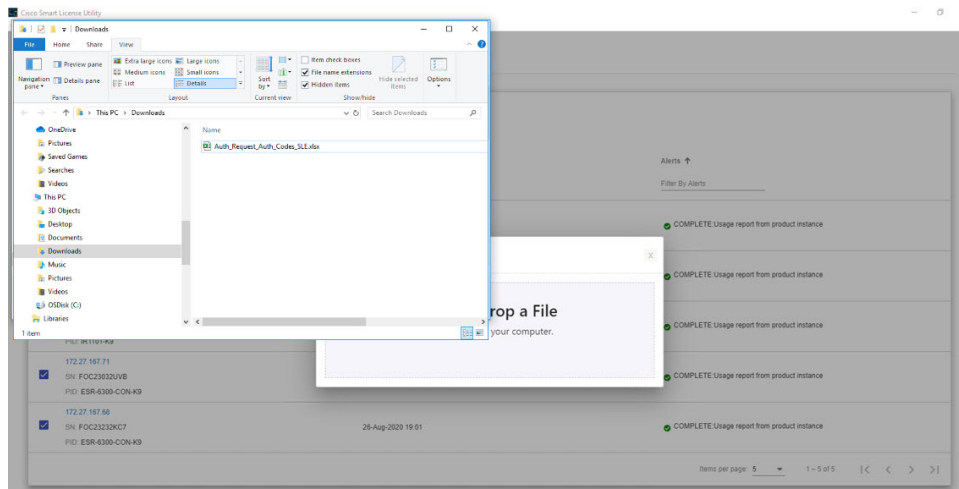 Cisco Smart License Utility
Downloads
File Home Share View
Preview pane
Details pane
Navigation pane
Panes
Extra large icons Large icons
Medium icons Small icons
List Details
Layout
Sort by
Current view
Item check boxes
File name extensions
Hidden items
Hide selected items
Show/hide
Options
This PC > Downloads
Search Downloads
OneDrive
Pictures
Saved Games
Searches
Videos
This PC
3D Objects
Desktop
Documents
Downloads
Music
Pictures
Videos
OSDisk (C:)
Libraries
Name
Auth_Request_Auth_Codes_SLE.xlsx
1 item
Alerts
Filter By Alerts
COMPLETE:Usage report from product instance
COMPLETE:Usage report from product instance
x
rop a File
your computer.
COMPLETE:Usage report from product instance
PID: IR1101-K9
172.27.167.71
SN: FOC23032UVB
PID: ESR-6300-CON-K9
COMPLETE:Usage report from product instance
172.27.167.68
SN: FOC23232KC7
PID: ESR-6300-CON-K9
26-Aug-2020 19:01
COMPLETE:Usage report from product instance
Items per page: 5 1 – 5 of 5